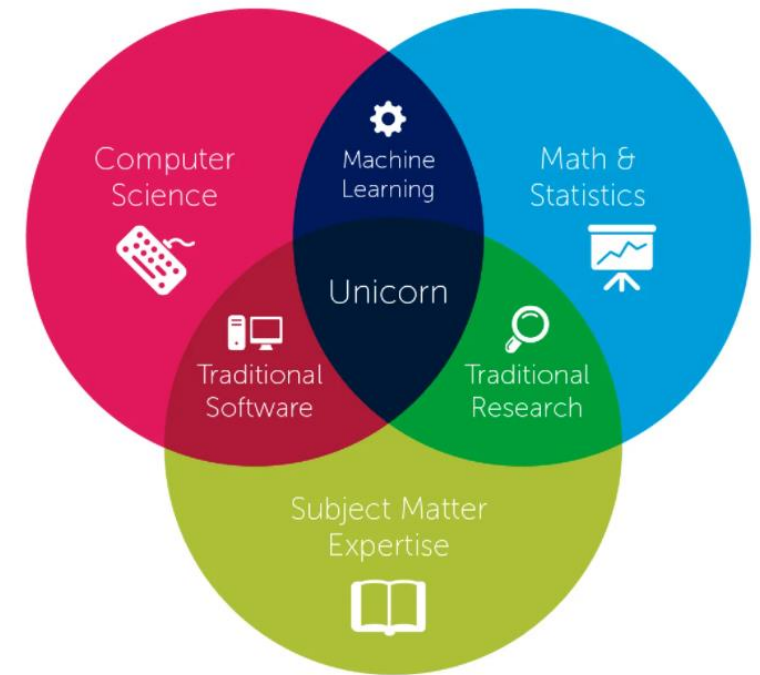 Computer
Science
Machine
Learning
Math &
Statistics
Unicorn
Traditional
Software
Traditional
Research
Subject Matter
Expertise